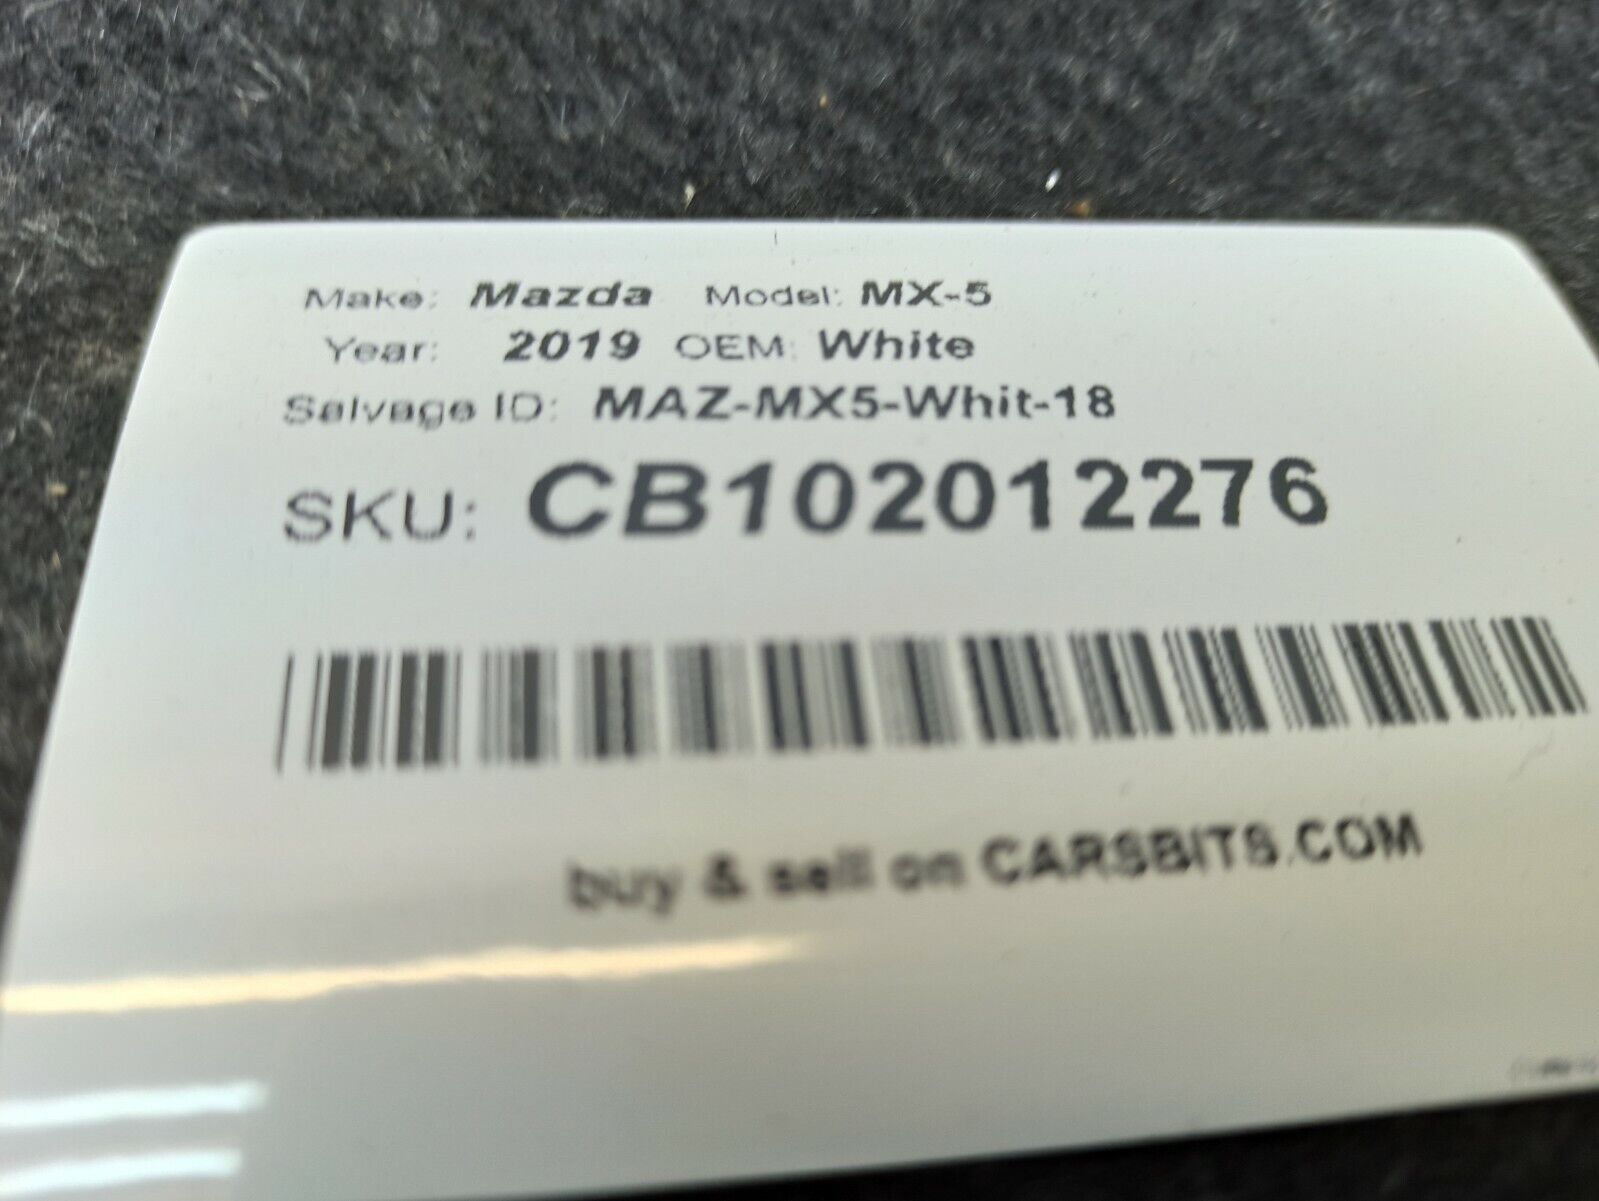 Make: Mazda Model: MX-5
Year: 2019 OEM: White
Salvage ID: MAZ-MX5-Whit-18
SKU: CB102012276
buy & sell on CARSBITS.COM